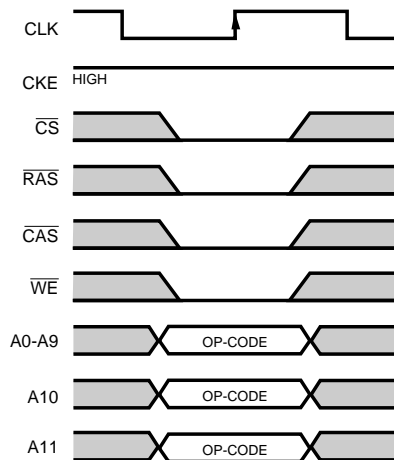 CLK
CKE HIGH
CS
RAS
CAS
WE
A0-A9 OP-CODE
A10 OP-CODE
A11 OP-CODE